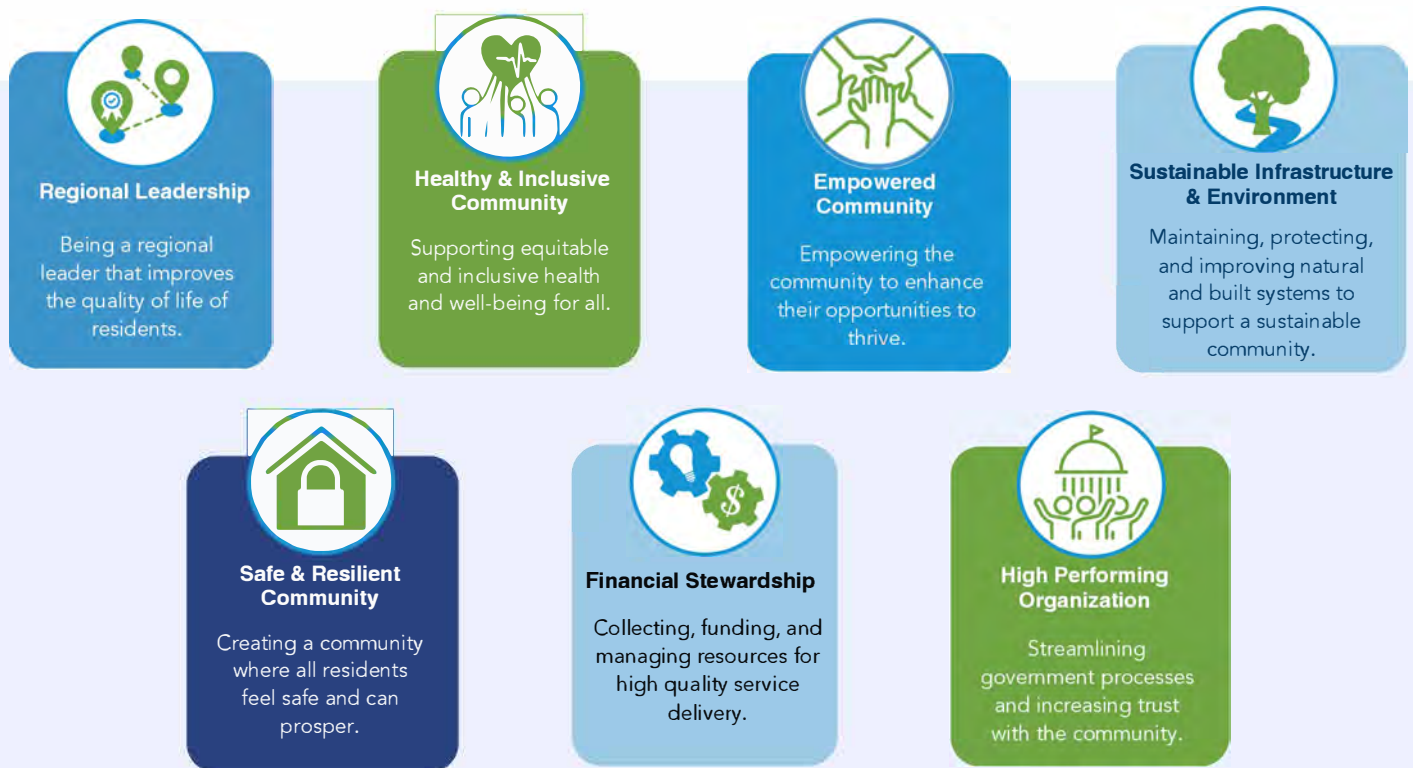 Regional Leadership
Being a regional
leader that improves
the quality of life of
residents.
Healthy & Inclusive
Community
Supporting equitable
and inclusive health
and well-being for all.
Empowered
Community
Empowering the
community to enhance
their opportunities to
thrive.
Sustainable Infrastructure
& Environment
Maintaining, protecting,
and improving natural
and built systems to
support a sustainable
community.
Safe & Resilient
Community
Creating a community
where all residents
feel safe and can
prosper.
$
Financial Stewardship
Collecting, funding, and
managing resources for
high quality service
delivery.
High Performing
Organization
Streamlining
government processes
and increasing trust
with the community.